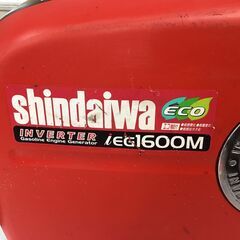 shindaiwa
ECO
INVERTER
Gasoline Engine Generator
iEG1600M